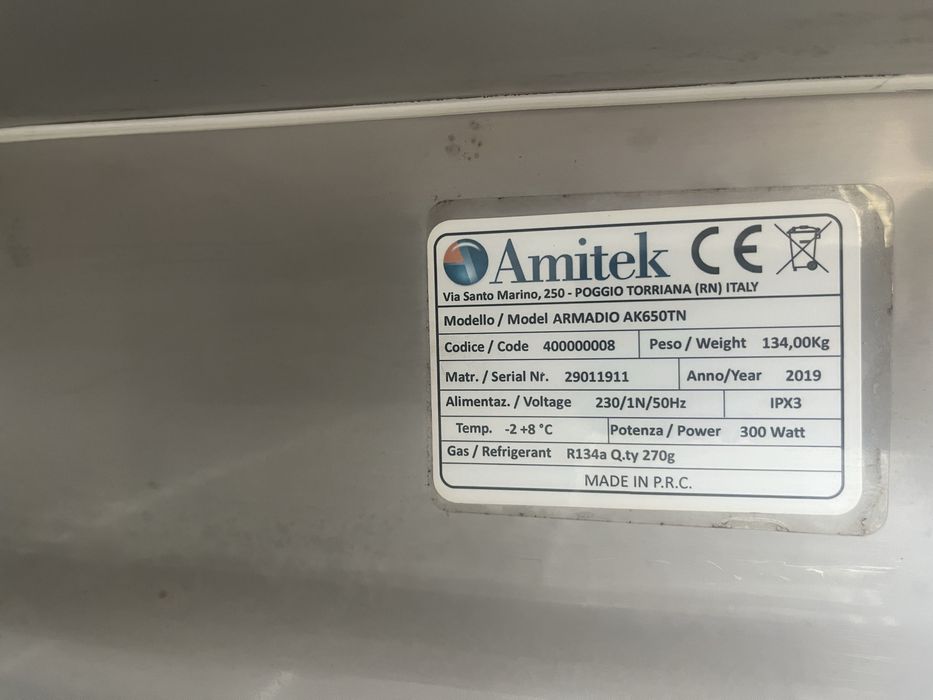 Amitek CE
Via Santo Marino, 250 - POGGIO TORRIANA (RN) ITALY
Modello / Model ARMADIO AK650TN
Codice / Code 400000008 Peso / Weight 134,00Kg
Matr. / Serial Nr. 29011911 Anno/Year 2019
Alimentaz. / Voltage 230/1N/50Hz IPX3
Temp. -2 +8 °C Potenza / Power 300 Watt
Gas / Refrigerant R134a Q.ty 270g
MADE IN P.R.C.